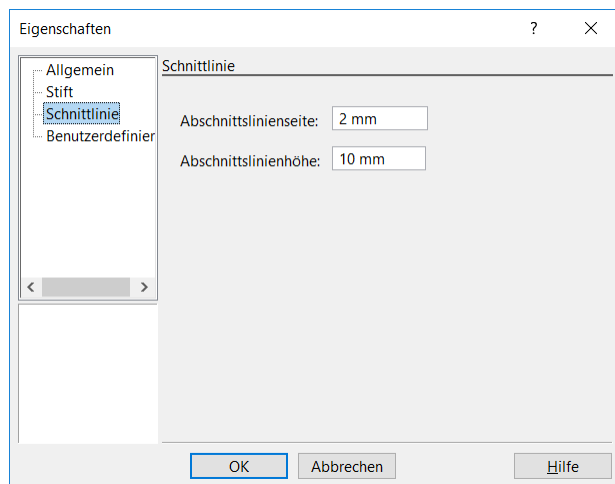 Eigenschaften
?
Allgemein
Stift
Schnittlinie
Benutzerdefinier
Schnittlinie
Abschnittslinienseite: 2 mm
Abschnittslinienhöhe: 10 mm
OK Abbrechen Hilfe